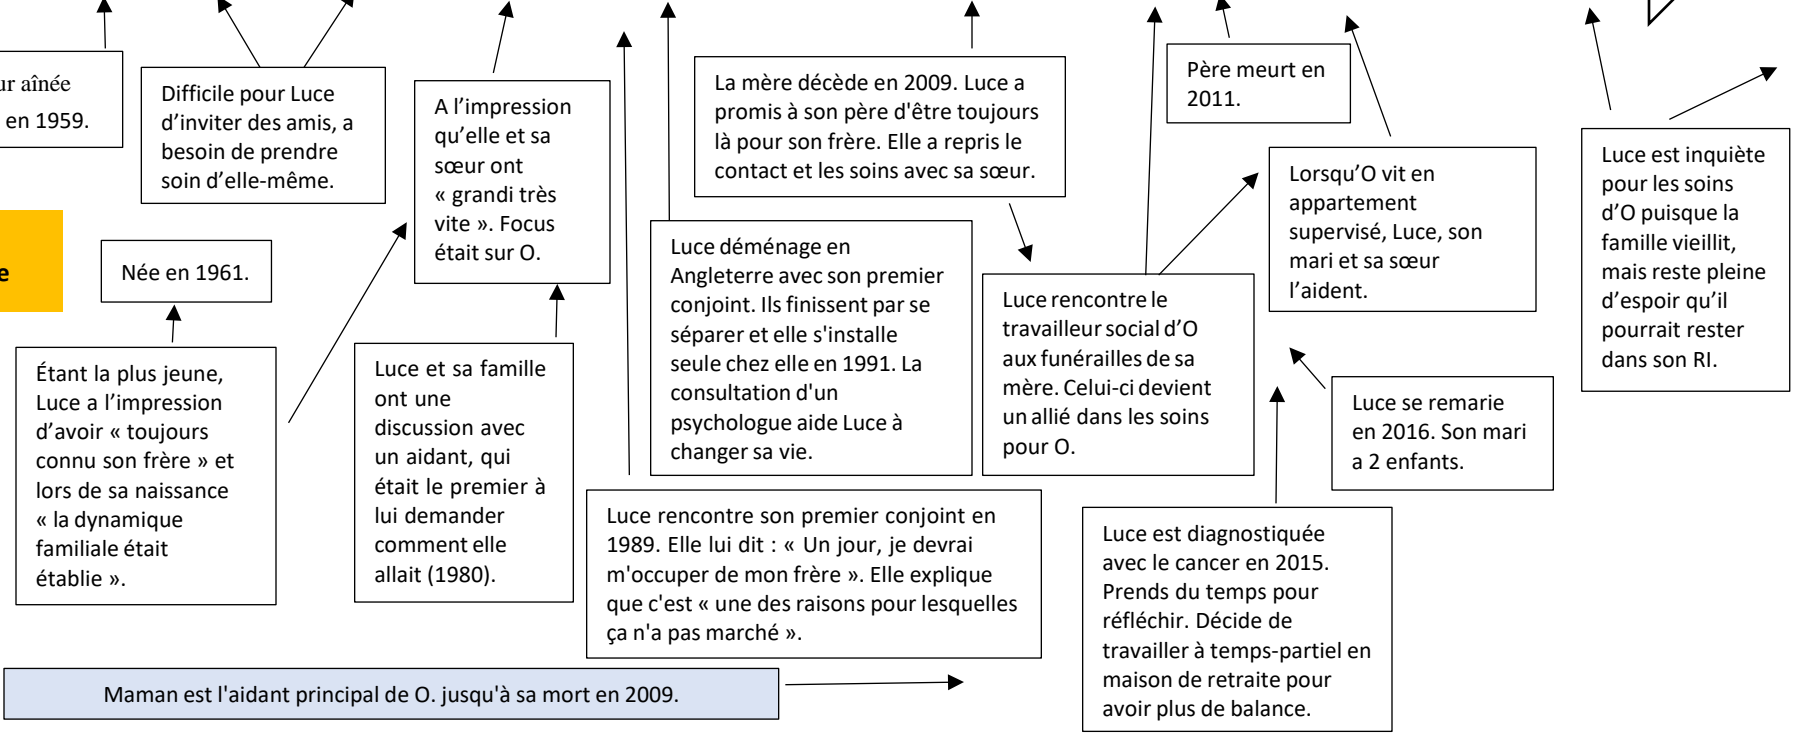 en 1959.
Difficile pour Luce
d’inviter des amis, a
besoin de prendre
soin d’elle-même.
A l’impression
qu’elle et sa
sœur ont
« grandi très
vite ». Focus
était sur O.
La mère décède en 2009. Luce a
promis à son père d'être toujours
là pour son frère. Elle a repris le
contact et les soins avec sa sœur.
Père meurt en
2011.
Lorsqu’O vit en
appartement
supervisé, Luce, son
mari et sa sœur
l’aident.
Luce est inquiète
pour les soins
d’O puisque la
famille vieillit,
mais reste pleine
d’espoir qu’il
pourrait rester
dans son RI.
Née en 1961.
Luce déménage en
Angleterre avec son premier
conjoint. Ils finissent par se
séparer et elle s'installe
seule chez elle en 1991. La
consultation d'un
psychologue aide Luce à
changer sa vie.
Luce rencontre le
travailleur social d’O
aux funérailles de sa
mère. Celui-ci devient
un allié dans les soins
pour O.
Étant la plus jeune,
Luce a l’impression
d’avoir « toujours
connu son frère » et
lors de sa naissance
« la dynamique
familiale était
établie ».
Luce et sa famille
ont une
discussion avec
un aidant, qui
était le premier à
lui demander
comment elle
allait (1980).
Luce se remarie
en 2016. Son mari
a 2 enfants.
Luce rencontre son premier conjoint en
1989. Elle lui dit : « Un jour, je devrai
m'occuper de mon frère ». Elle explique
que c'est « une des raisons pour lesquelles
ça n'a pas marché ».
Luce est diagnostiquée
avec le cancer en 2015.
Prends du temps pour
réfléchir. Décide de
travailler à temps-partiel en
maison de retraite pour
avoir plus de balance.
Maman est l'aidant principal de O. jusqu'à sa mort en 2009.
aînée